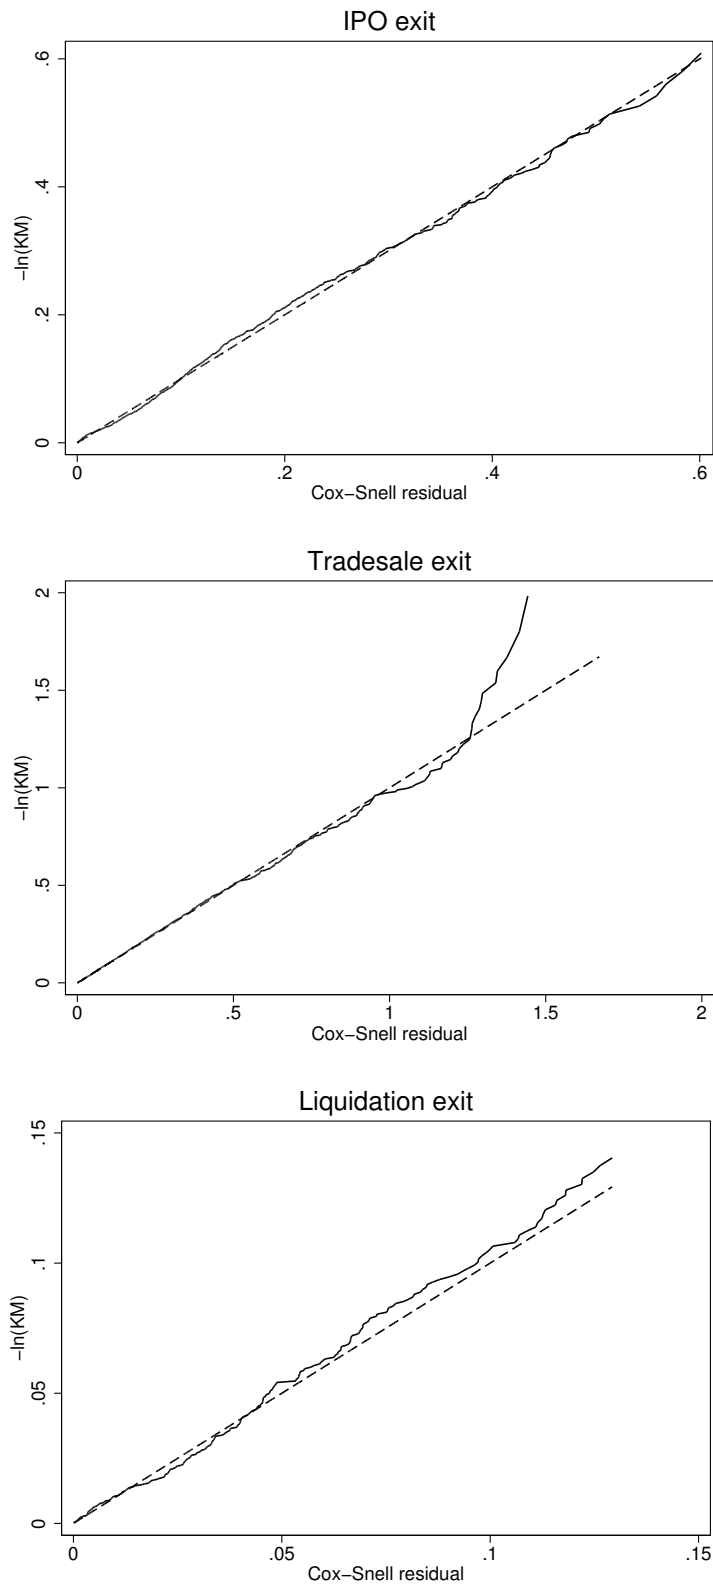 IPO exit
.6
.4
.2
0
−ln(KM)
0 .2 .4 .6
Cox−Snell residual
Tradesale exit
2
1.5
1
.5
0
−ln(KM)
0 .5 1 1.5 2
Cox−Snell residual
Liquidation exit
.15
.1
.05
0
−ln(KM)
0 .05 .1 .15
Cox−Snell residual